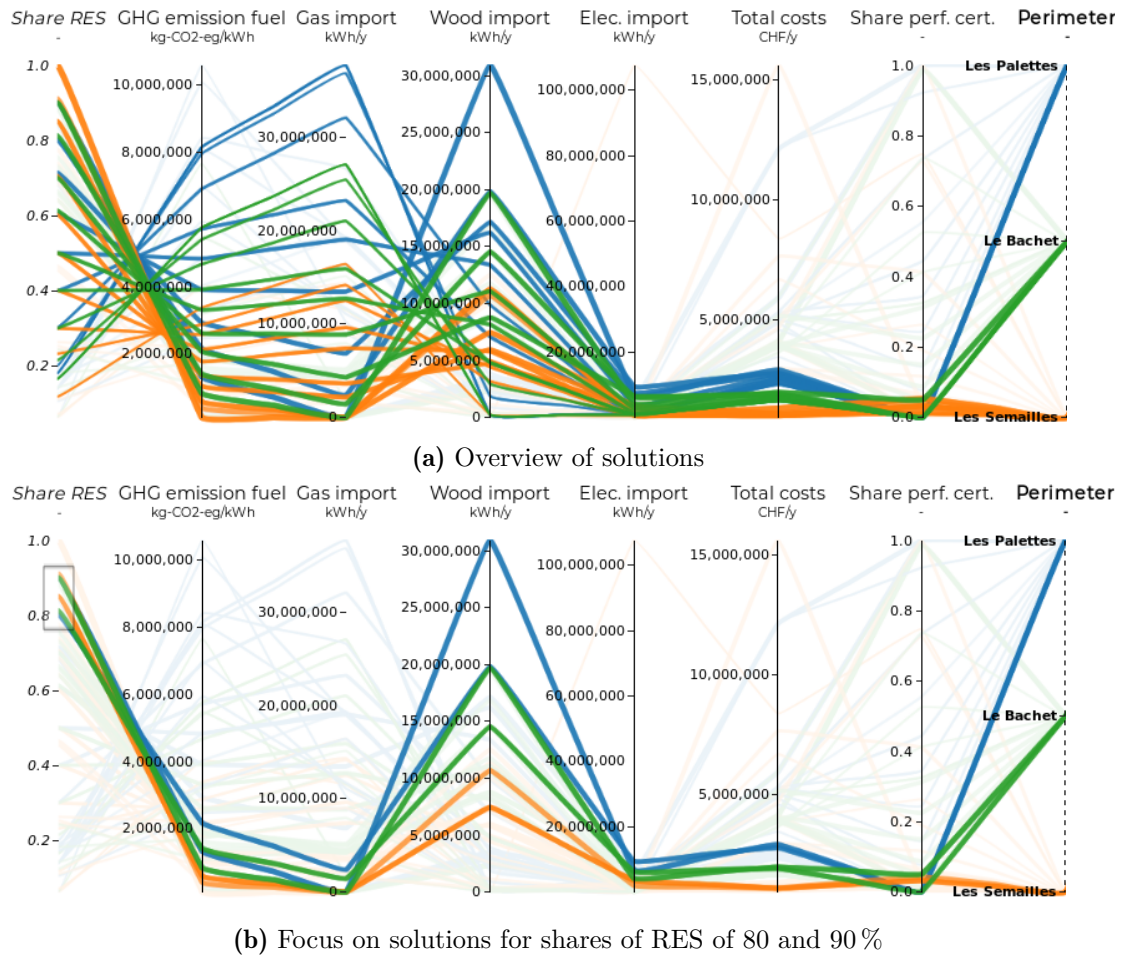 Share RES GHG emission fuel Gas import Wood import Elec. import Total costs Share perf. cert. Perimeter
- kg-CO2-eg/kWh kWh/y kWh/y kWh/y CHF/y - -
1.0 1.0 Les Palettes
30,000,000 15,000,000
10,000,000 100,000,000
25,000,000
0.8 8,000,000 30,000,000 80,000,000 0.8
20,000,000 10,000,000
0.6 6,000,000 20,000,000 15,000,000 60,000,000 0.6 Le Bachet
0.4 4,000,000 10,000,000 40,000,000 0.4
10,000,000 5,000,000
0.2 2,000,000 5,000,000 20,000,000 0.2
0 0 0.0 Les Semailles
(a) Overview of solutions
Share RES GHG emission fuel Gas import Wood import Elec. import Total costs Share perf. cert. Perimeter
- kg-CO2-eg/kWh kWh/y kWh/y kWh/y CHF/y - -
1.0 1.0 Les Palettes
30,000,000 15,000,000
10,000,000 100,000,000
25,000,000
0.8 8,000,000 30,000,000 80,000,000 0.8
20,000,000 10,000,000
0.6 6,000,000 20,000,000 15,000,000 60,000,000 0.6 Le Bachet
0.4 4,000,000 10,000,000 40,000,000 0.4
10,000,000 5,000,000
0.2 2,000,000 5,000,000 20,000,000 0.2
0 0 0.0 Les Semailles
(b) Focus on solutions for shares of RES of 80 and 90 %